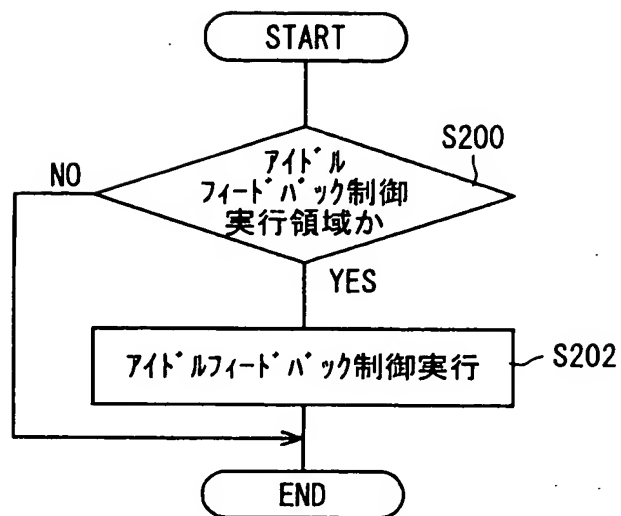 START
S200
アイドル
フィードバック制御
実行領域か
NO
YES
アイドルフィードバック制御実行
S202
END